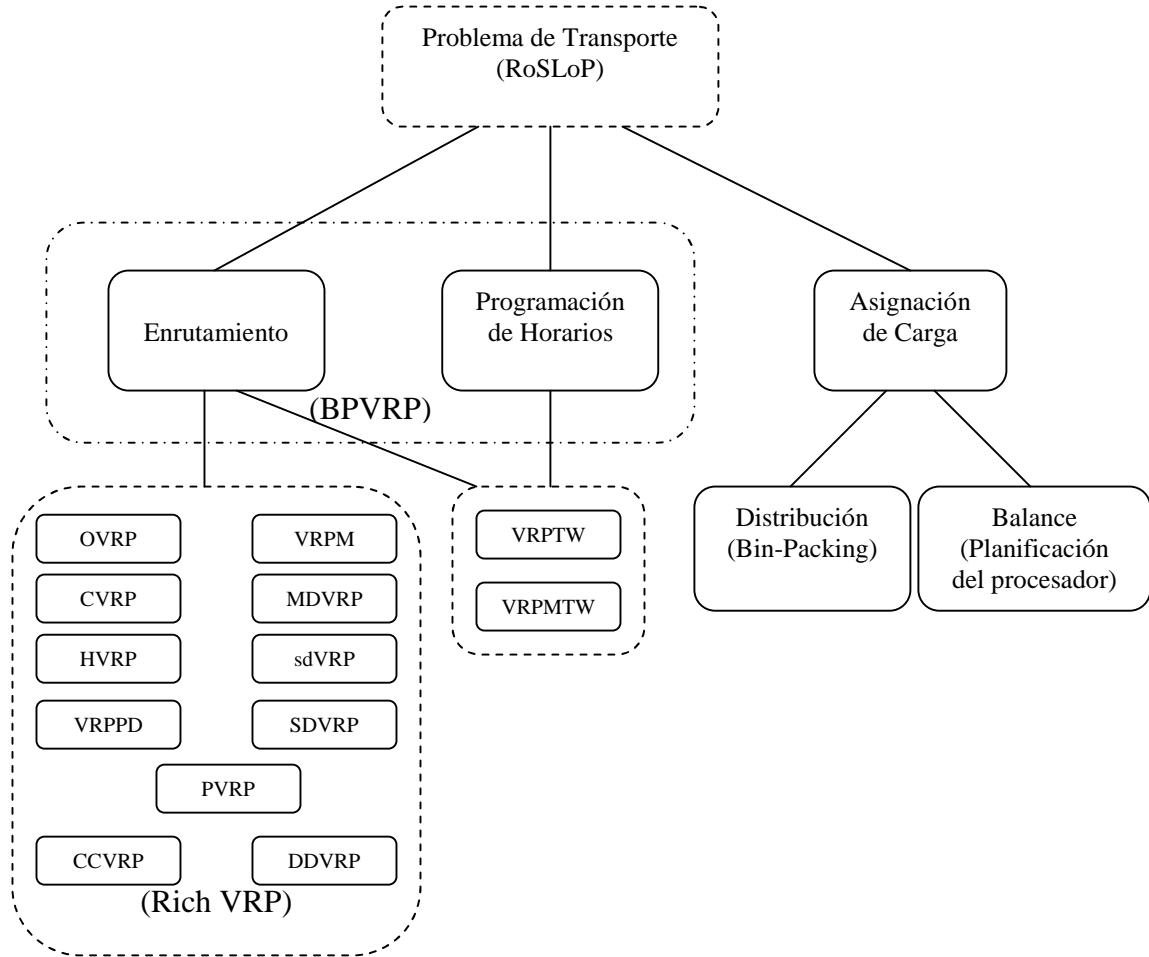 Problema de Transporte
(RoSLoP)
Enrutamiento
Programación
de Horarios
Asignación
de Carga
(BPVRP)
Distribución
(Bin-Packing)
Balance
(Planificación
del procesador)
OVRP
VRPM
CVRP
MDVRP
HVRP
sdVRP
VRPPD
SDVRP
PVRP
CCVRP
DDVRP
(Rich VRP)
VRPTW
VRPMTW